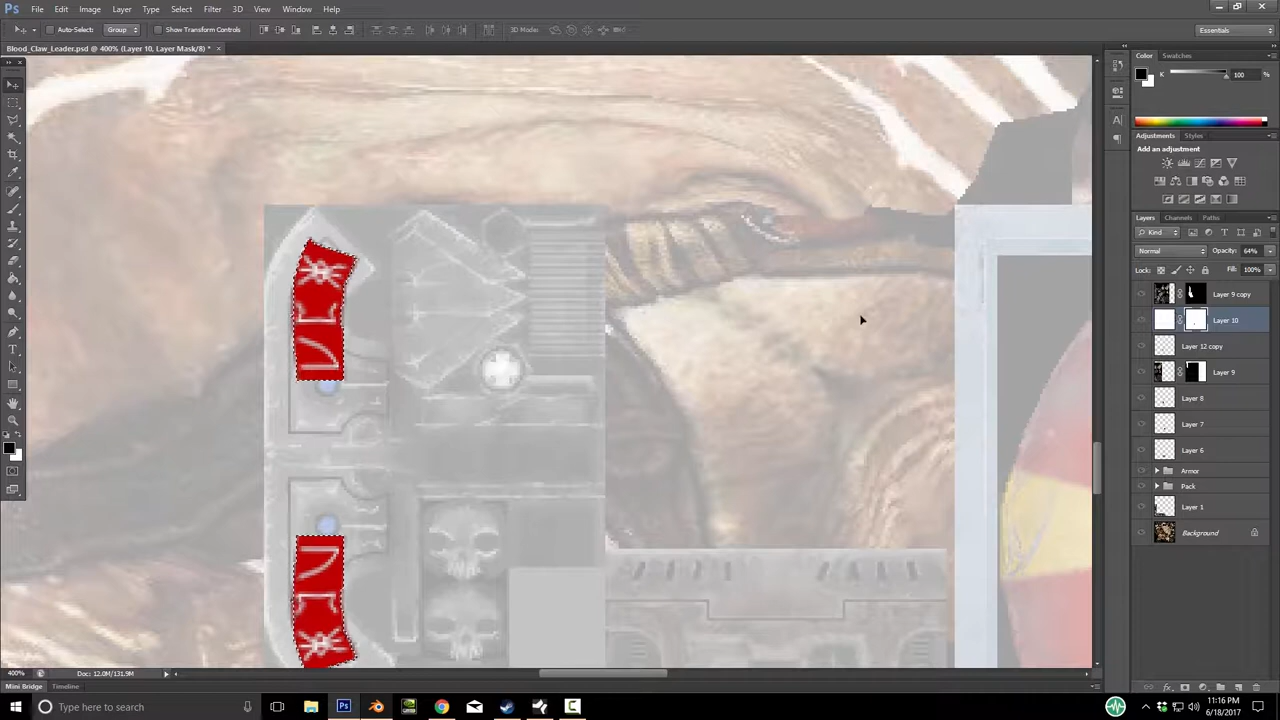 Ps File Edit Image Layer Type Select Filter 3D View Window Help
Auto-Select: Group Show Transform Controls 3D Mode: Essentials
Blood_Claw_Leader.psd @ 400% (Layer 10, Layer Mask/8) * ×
Color Swatches
K 100 %
Adjustments Styles
Add an adjustment
Layers Channels Paths
Kind
Normal Opacity: 64%
Lock: Fill: 100%
Layer 9 copy
Layer 10
Layer 12 copy
Layer 9
Layer 8
Layer 7
Layer 6
Armor
Pack
Layer 1
Background
400% Doc: 12.0M/131.9M
Mini Bridge Timeline
Type here to search
Ps
11:16 PM
6/18/2017